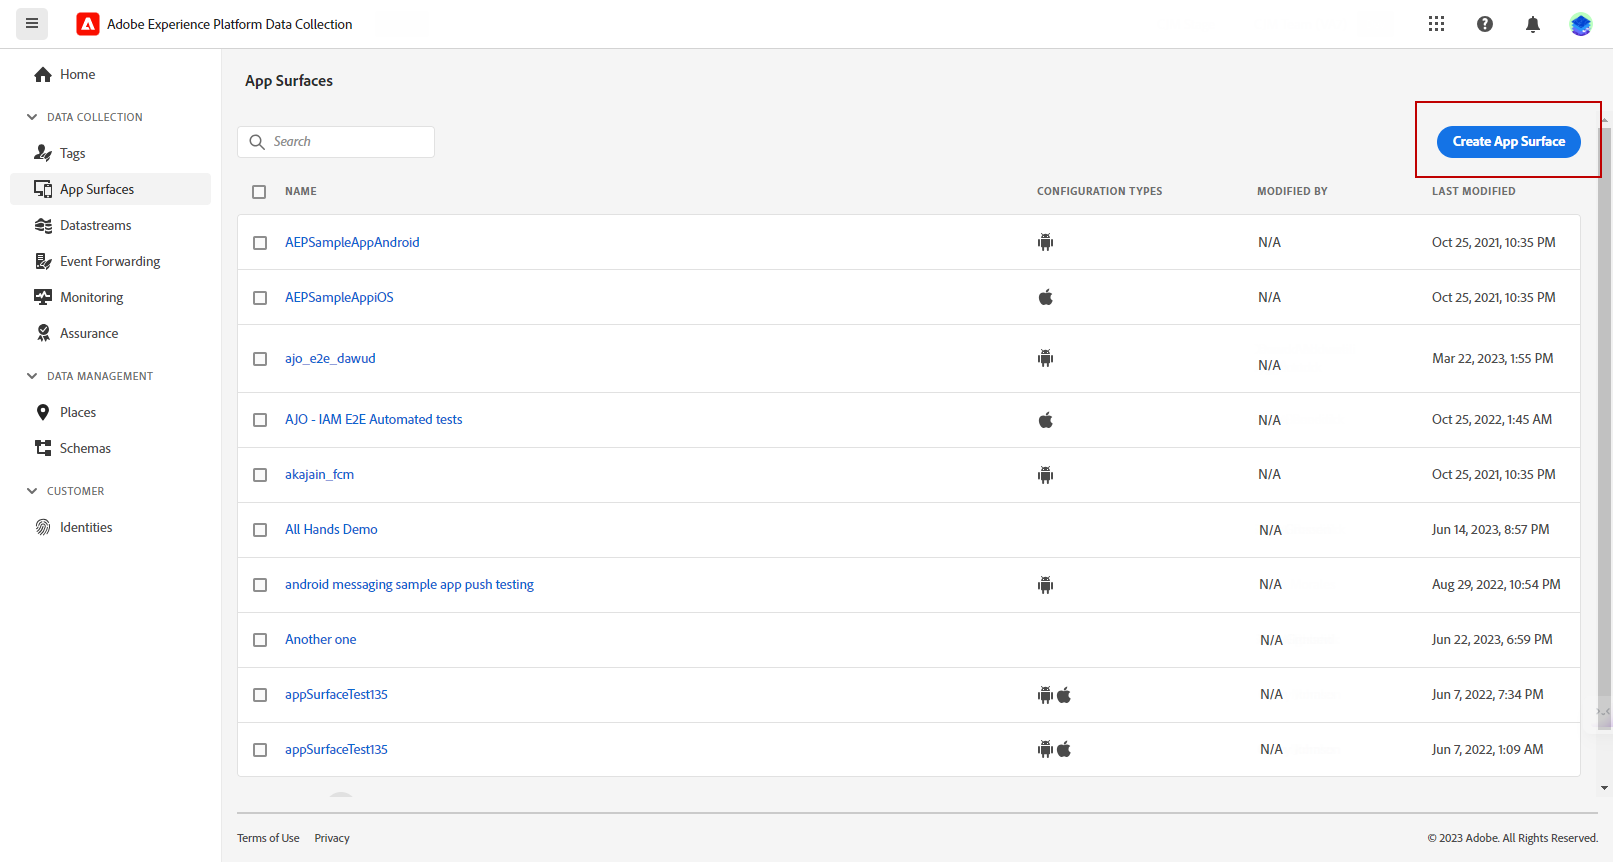 Adobe Experience Platform Data Collection
Home
DATA COLLECTION
Tags
App Surfaces
Datastreams
Event Forwarding
Monitoring
Assurance
DATA MANAGEMENT
Places
Schemas
CUSTOMER
Identities
App Surfaces
Search
Create App Surface
NAME CONFIGURATION TYPES MODIFIED BY LAST MODIFIED
AEPSampleAppAndroid N/A Oct 25, 2021, 10:35 PM
AEPSampleAppiOS N/A Oct 25, 2021, 10:35 PM
ajo_e2e_dawud N/A Mar 22, 2023, 1:55 PM
AJO - IAM E2E Automated tests N/A Oct 25, 2022, 1:45 AM
akajain_fcm N/A Oct 25, 2021, 10:35 PM
All Hands Demo N/A Jun 14, 2023, 8:57 PM
android messaging sample app push testing N/A Aug 29, 2022, 10:54 PM
Another one N/A Jun 22, 2023, 6:59 PM
appSurfaceTest135 N/A Jun 7, 2022, 7:34 PM
appSurfaceTest135 N/A Jun 7, 2022, 1:09 AM
Terms of Use Privacy © 2023 Adobe. All Rights Reserved.